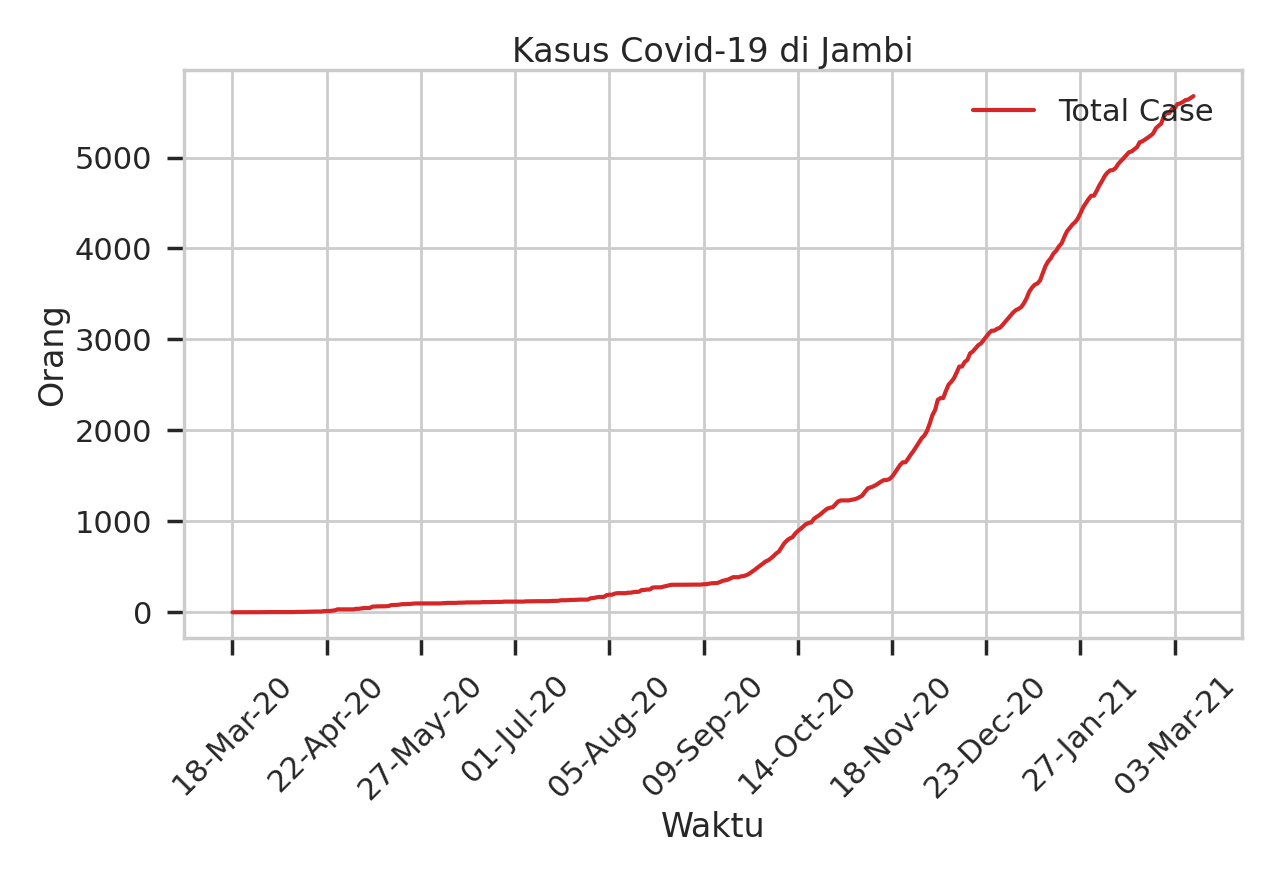 Kasus Covid-19 di Jambi
Total Case
Orang
5000
4000
3000
2000
1000
0
18-Mar-20
22-Apr-20
27-May-20
01-Jul-20
05-Aug-20
09-Sep-20
14-Oct-20
18-Nov-20
23-Dec-20
27-Jan-21
03-Mar-21
Waktu